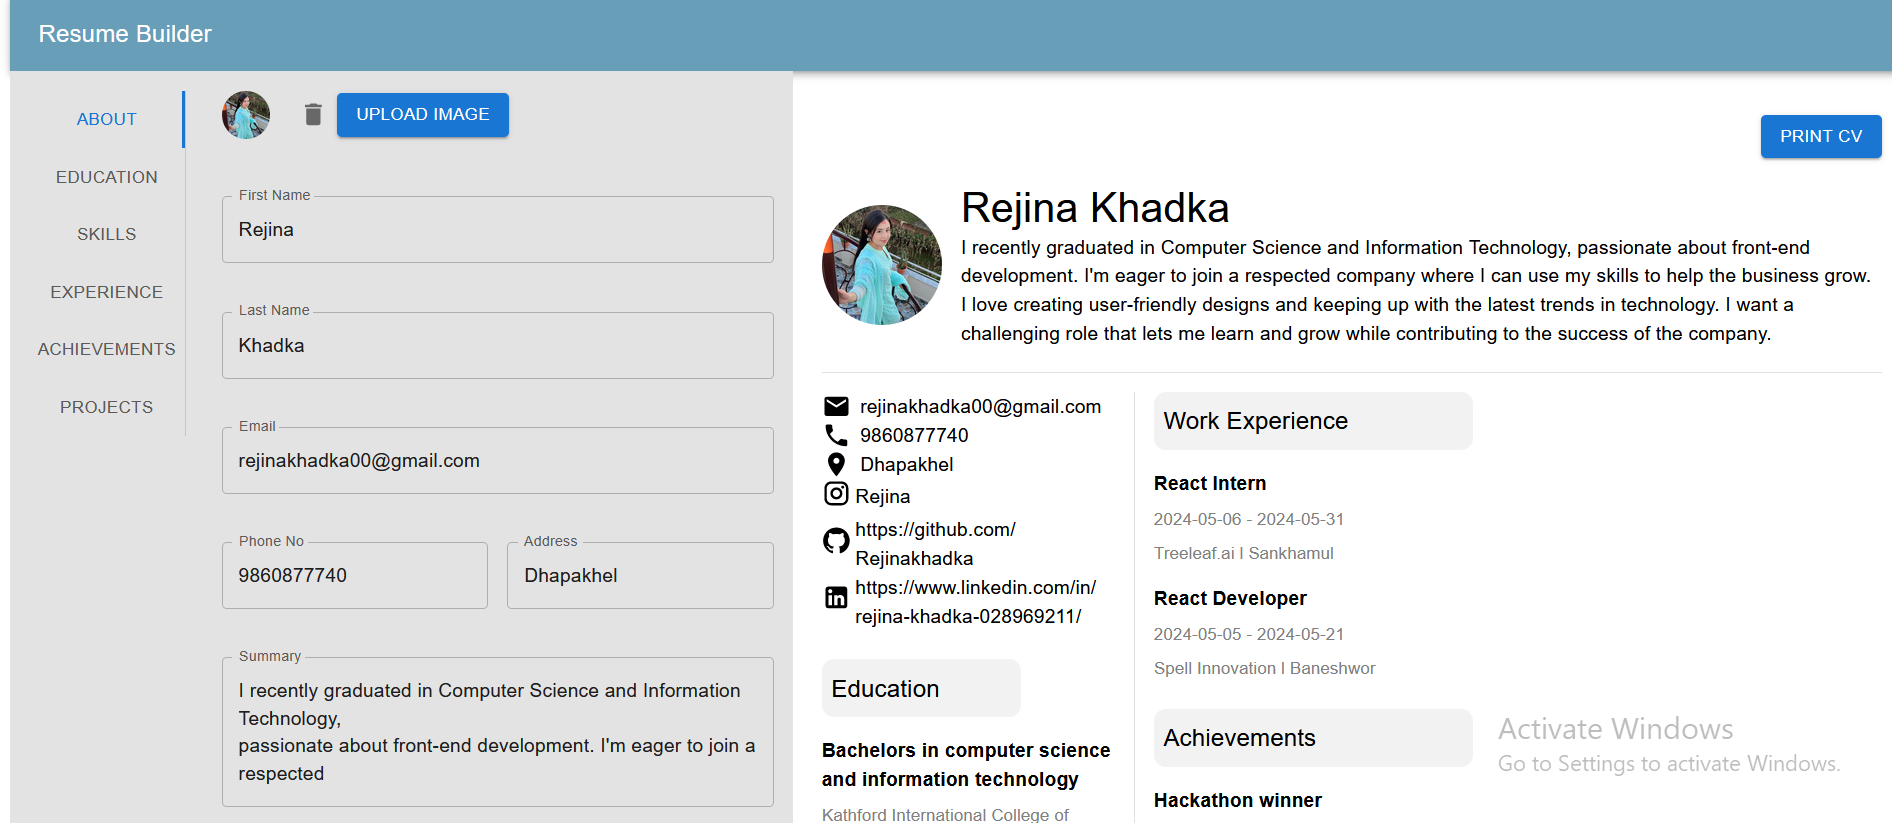 Resume Builder
ABOUT
EDUCATION
SKILLS
EXPERIENCE
ACHIEVEMENTS
PROJECTS
UPLOAD IMAGE
First Name
Rejina
Last Name
Khadka
Email
rejinakhadka00@gmail.com
Phone No
9860877740
Address
Dhapakhel
Summary
I recently graduated in Computer Science and Information
Technology,
passionate about front-end development. I'm eager to join a
respected
PRINT CV
Rejina Khadka
I recently graduated in Computer Science and Information Technology, passionate about front-end
development. I'm eager to join a respected company where I can use my skills to help the business grow.
I love creating user-friendly designs and keeping up with the latest trends in technology. I want a
challenging role that lets me learn and grow while contributing to the success of the company.
rejinakhadka00@gmail.com
9860877740
Dhapakhel
Rejina
https://github.com/
Rejinakhadka
https://www.linkedin.com/in/
rejina-khadka-028969211/
Education
Bachelors in computer science
and information technology
Kathford International College of
Work Experience
React Intern
2024-05-06 - 2024-05-31
Treeleaf.ai I Sankhamul
React Developer
2024-05-05 - 2024-05-21
Spell Innovation I Baneshwor
Achievements
Hackathon winner
Activate Windows
Go to Settings to activate Windows.